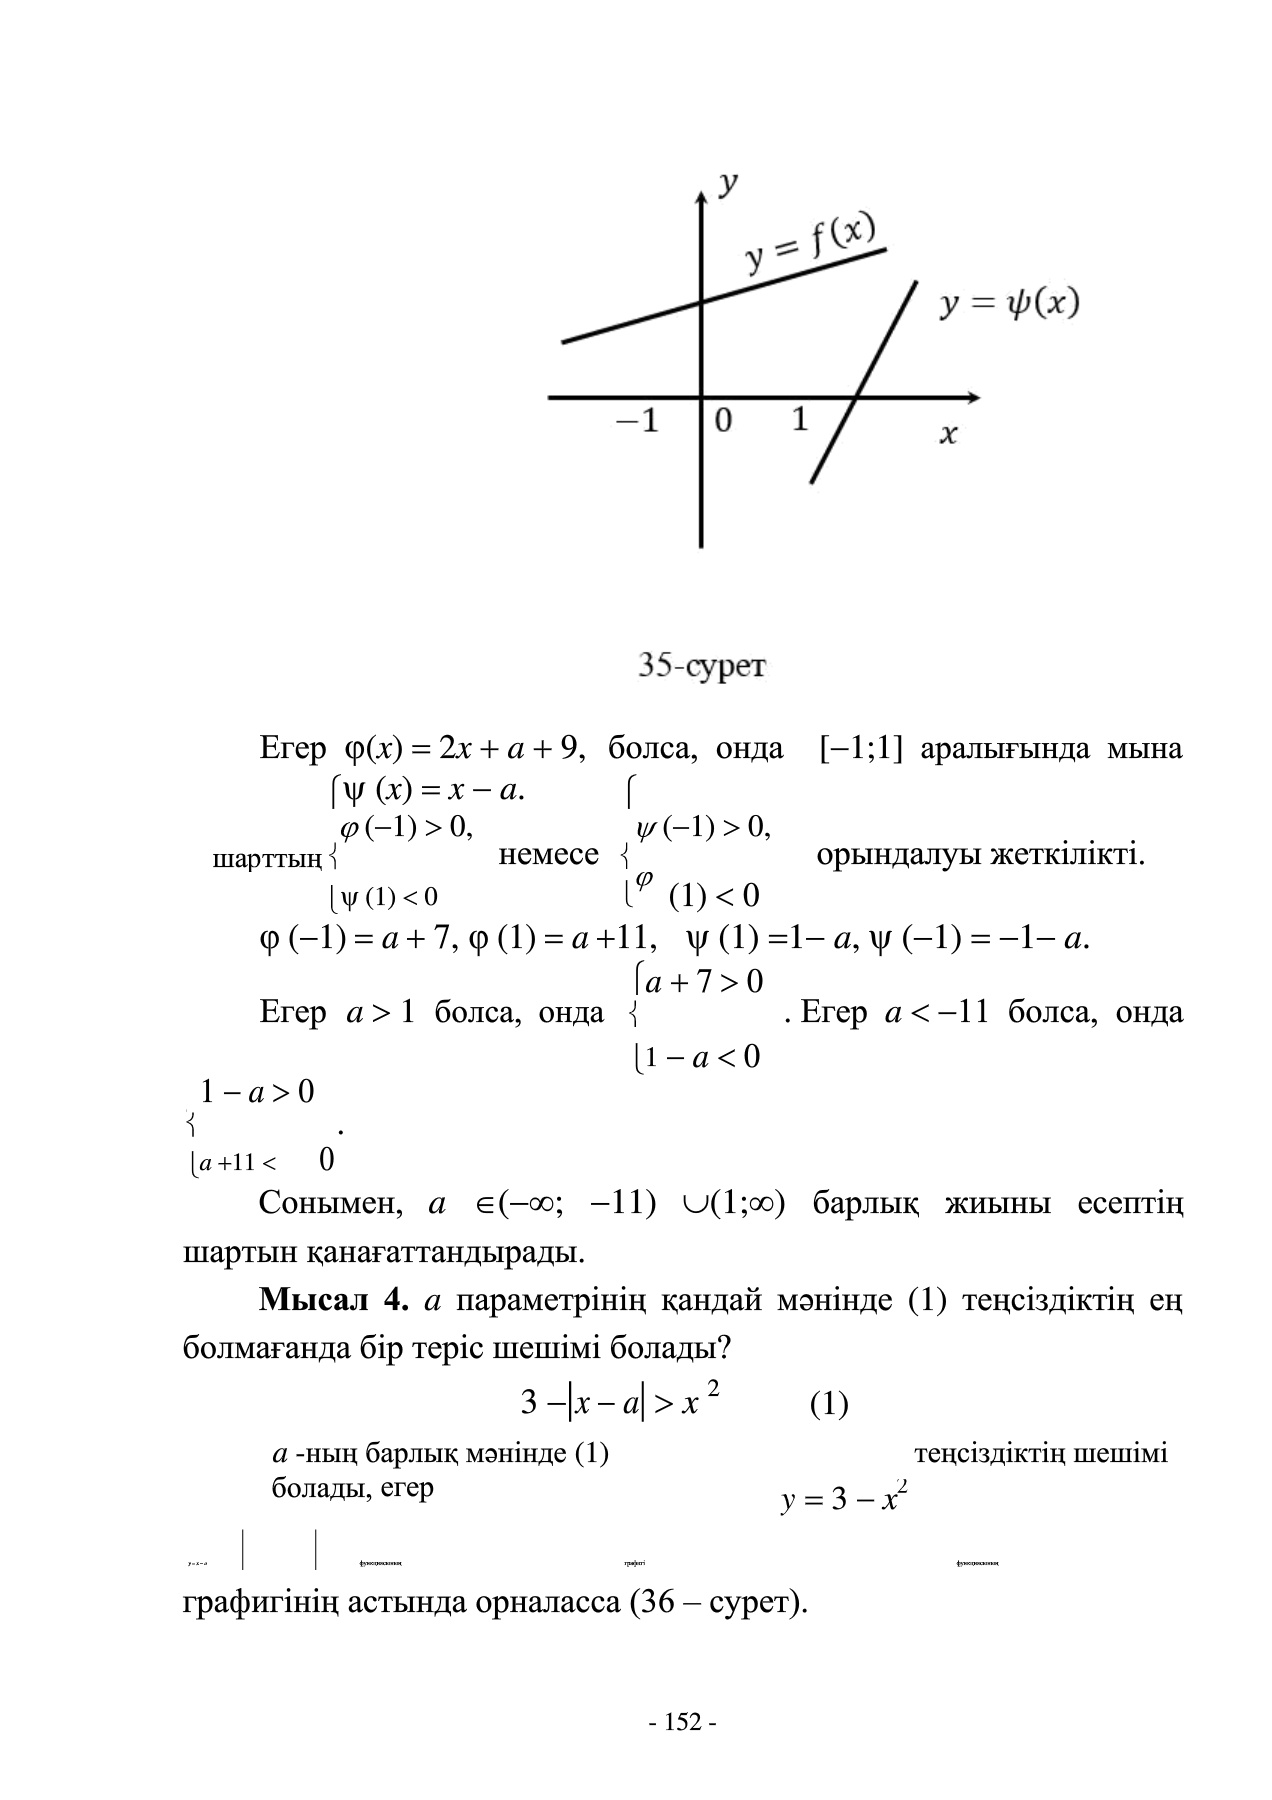 y
y = f(x)
y = ψ(x)
−1 0 1
x
35-сурет
Егер φ(x) = 2x + a + 9, болса, онда [−1;1] аралығында мына
⎧ψ (x) = x − a. ⎧
φ (−1) > 0, ψ (−1) > 0,
шарттың ⎨ немесе ⎨ орындалуы жеткілікті.
⎩ψ (1) < 0 ⎩φ (1) < 0
φ (−1) = a + 7, φ (1) = a +11, ψ (1) =1− a, ψ (−1) = −1− a.
⎧a + 7 > 0
Егер a > 1 болса, онда ⎨ . Егер a < −11 болса, онда
⎩1 − a < 0
1 − a > 0
⎨ .
⎩a +11 < 0
Сонымен, a ∈(−∞; −11) ∪(1;∞) барлық жиыны есептің
шартын қанағаттандырады.
Мысал 4. a параметрінің қандай мәнінде (1) теңсіздіктің ең
болмағанда бір теріс шешімі болады?
3 −|x − a| > x² (1)
a -ның барлық мәнінде (1) теңсіздіктің шешімі
болады, егер y = 3 − x²
y = x − a | | функциясының графигі функциясының
графигінің астында орналасса (36 – сурет).
- 152 -